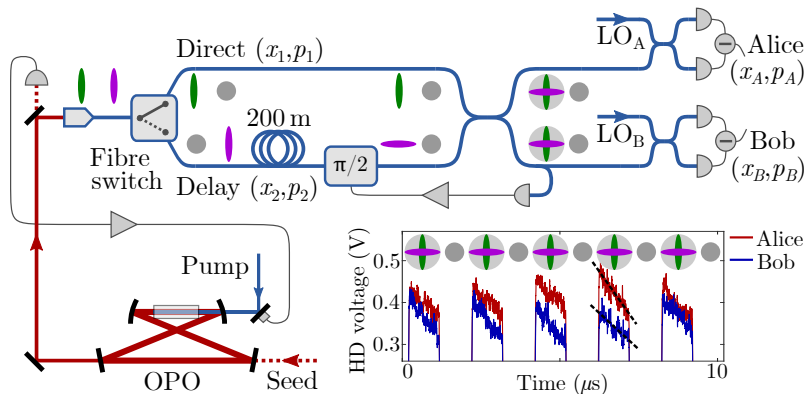 Direct (x₁,p₁)
LO_A
Alice
(x_A,p_A)
200 m
π/2
LO_B
Bob
(x_B,p_B)
Fibre
switch
Delay (x₂,p₂)
Pump
OPO
Seed
HD voltage (V)
0.5
0.4
0.3
0
10
Time (μs)
Alice
Bob